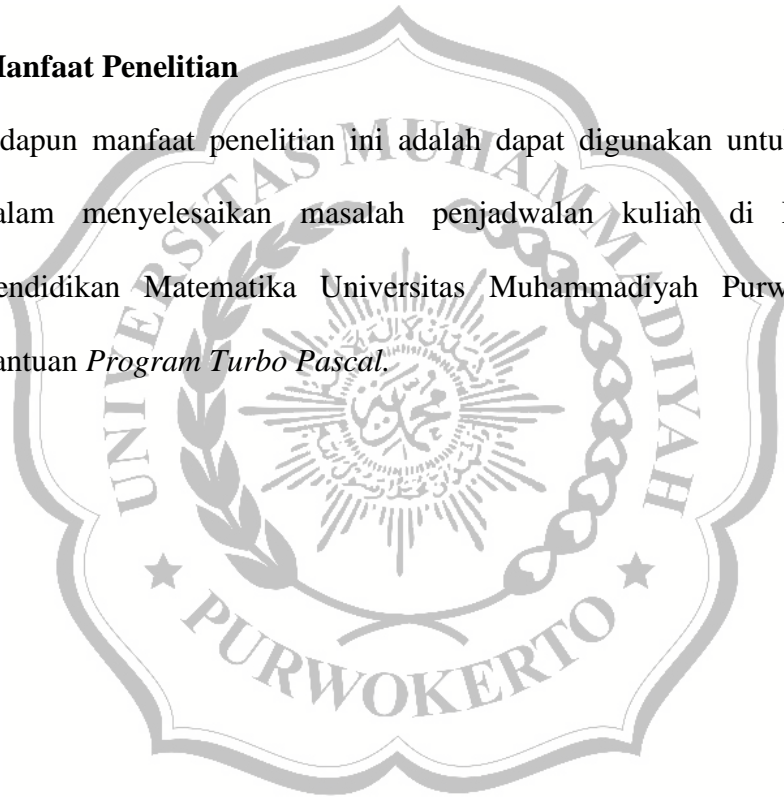 Manfaat Penelitian
dapun manfaat penelitian ini adalah dapat digunakan untu
alam menyelesaikan masalah penjadwalan kuliah di
endidikan Matematika Universitas Muhammadiyah Purw
antuan Program Turbo Pascal.
UNIVERSITAS MUHAMMADIYAH
PURWOKERTO